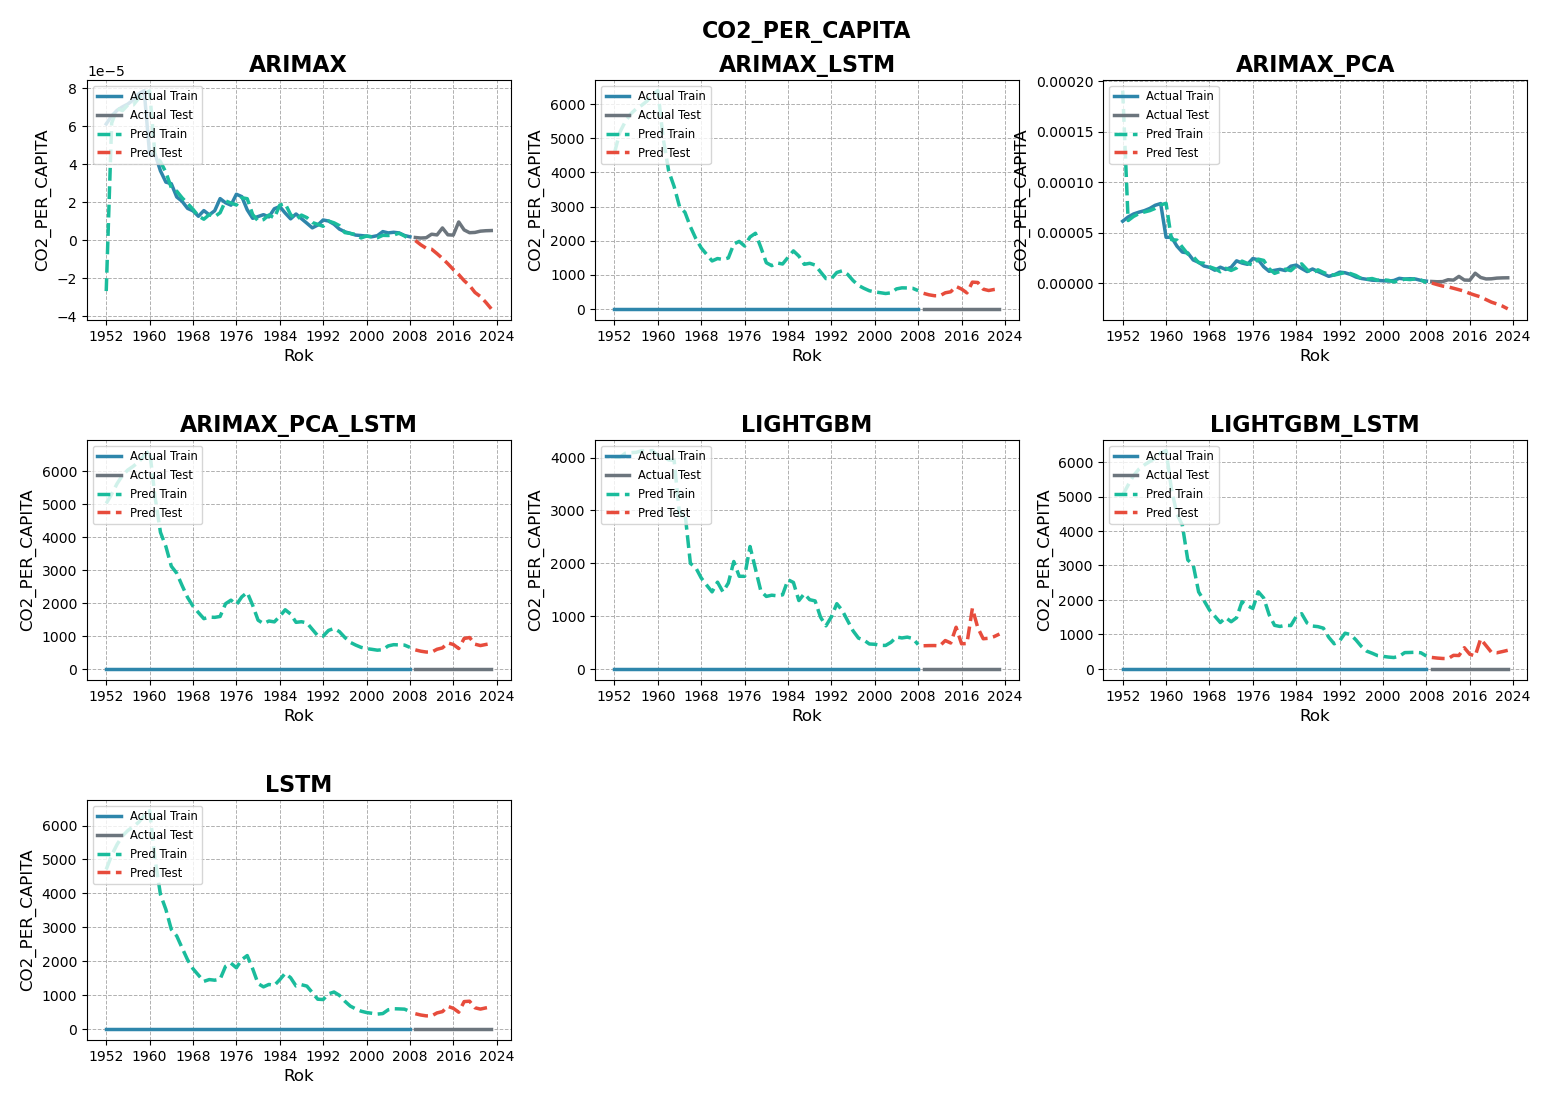 CO2_PER_CAPITA
ARIMAX
1e−5
8
6
4
2
0
−2
−4
CO2_PER_CAPITA
Actual Train
Actual Test
Pred Train
Pred Test
1952 1960 1968 1976 1984 1992 2000 2008 2016 2024
Rok
ARIMAX_LSTM
6000
5000
4000
3000
2000
1000
0
CO2_PER_CAPITA
Actual Train
Actual Test
Pred Train
Pred Test
1952 1960 1968 1976 1984 1992 2000 2008 2016 2024
Rok
ARIMAX_PCA
0.00020
0.00015
0.00010
0.00005
0.00000
CO2_PER_CAPITA
Actual Train
Actual Test
Pred Train
Pred Test
1952 1960 1968 1976 1984 1992 2000 2008 2016 2024
Rok
ARIMAX_PCA_LSTM
6000
5000
4000
3000
2000
1000
0
CO2_PER_CAPITA
Actual Train
Actual Test
Pred Train
Pred Test
1952 1960 1968 1976 1984 1992 2000 2008 2016 2024
Rok
LIGHTGBM
4000
3000
2000
1000
0
CO2_PER_CAPITA
Actual Train
Actual Test
Pred Train
Pred Test
1952 1960 1968 1976 1984 1992 2000 2008 2016 2024
Rok
LIGHTGBM_LSTM
6000
5000
4000
3000
2000
1000
0
CO2_PER_CAPITA
Actual Train
Actual Test
Pred Train
Pred Test
1952 1960 1968 1976 1984 1992 2000 2008 2016 2024
Rok
LSTM
6000
5000
4000
3000
2000
1000
0
CO2_PER_CAPITA
Actual Train
Actual Test
Pred Train
Pred Test
1952 1960 1968 1976 1984 1992 2000 2008 2016 2024
Rok